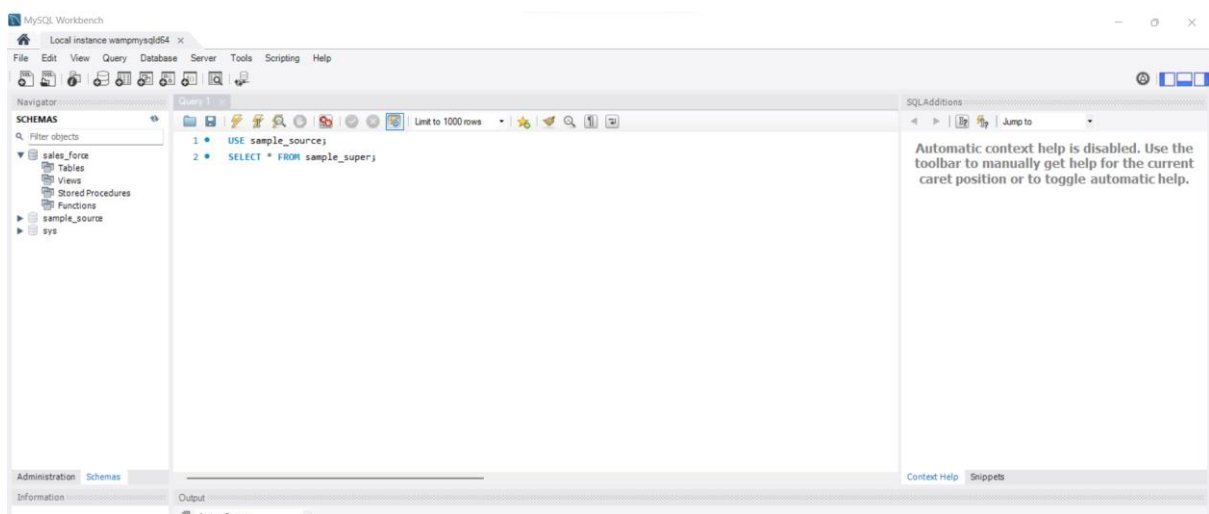 MySQL Workbench
Local instance wampmysqld64 ×
File Edit View Query Database Server Tools Scripting Help
Navigator
SCHEMAS
Filter objects
sales_force
Tables
Views
Stored Procedures
Functions
sample_source
sys
Administration Schemas
Information
Query 1 ×
Limit to 1000 rows
1 USE sample_source;
2 SELECT * FROM sample_super;
Output
SQLAdditions
Jump to
Automatic context help is disabled. Use the
toolbar to manually get help for the current
caret position or to toggle automatic help.
Context Help Snippets